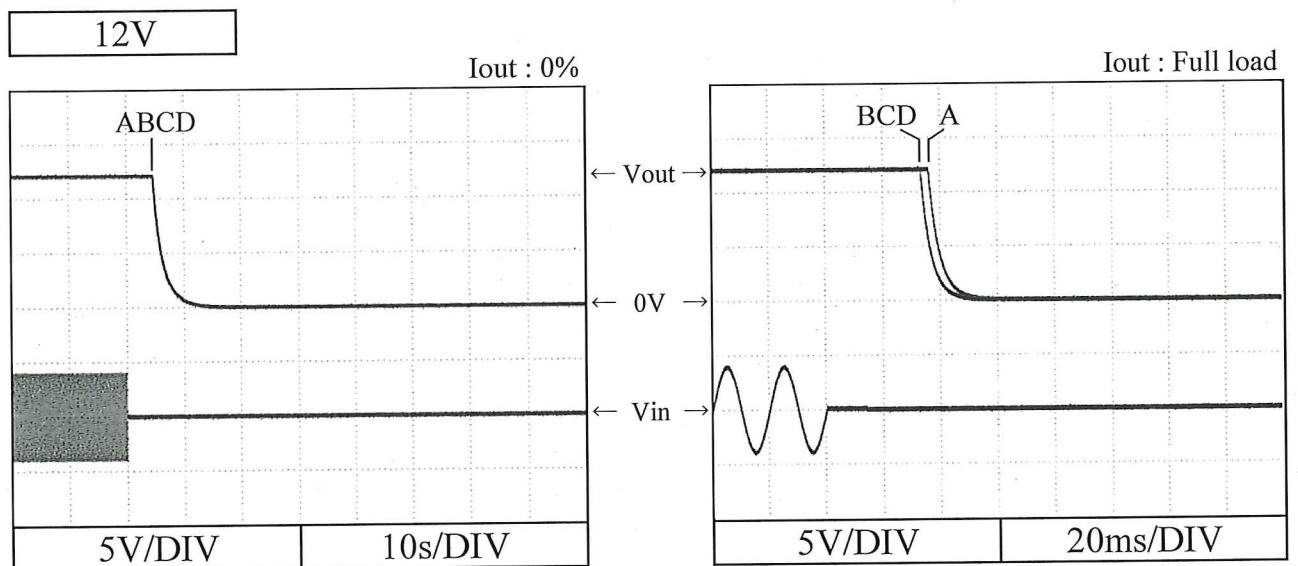 12V
Iout : 0%
Iout : Full load
ABCD
BCD A
← Vout →
← 0V →
← Vin →
5V/DIV 10s/DIV
5V/DIV 20ms/DIV